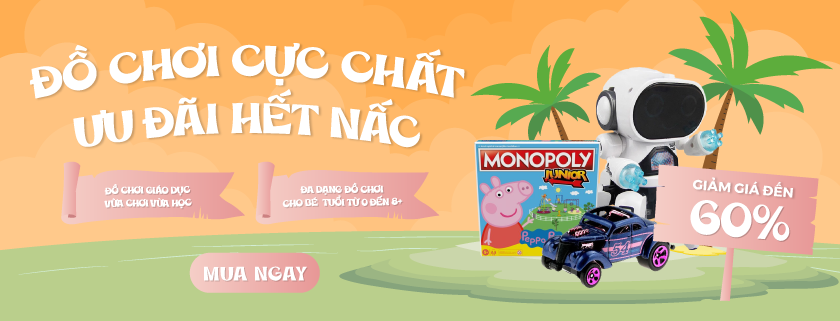 ĐỒ CHƠI CỰC CHẤT
ƯU ĐÃI HẾT NẤC
ĐỒ CHƠI GIÁO DỤC
VỪA CHƠI VỪA HỌC
ĐA DẠNG ĐỒ CHƠI
CHO BÉ TUỔI TỪ 0 ĐẾN 8+
MUA NGAY
MONOPOLY
JUNIOR
Peppa
54
GIẢM GIÁ ĐẾN
60%